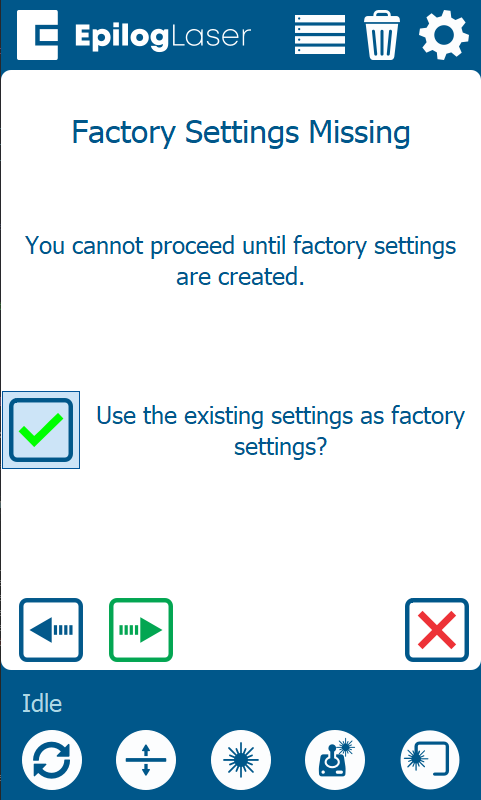 EpilogLaser
Factory Settings Missing
You cannot proceed until factory settings
are created.
Use the existing settings as factory
settings?
Idle